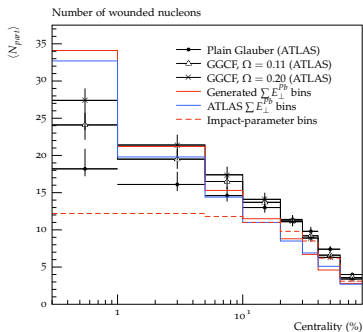 Number of wounded nucleons
⟨N_part⟩
35
30
25
20
15
10
5
0
Plain Glauber (ATLAS)
GGCF, Ω = 0.11 (ATLAS)
GGCF, Ω = 0.20 (ATLAS)
Generated ∑ E_⊥^Pb bins
ATLAS ∑ E_⊥^Pb bins
Impact-parameter bins
1
10^1
Centrality (%)